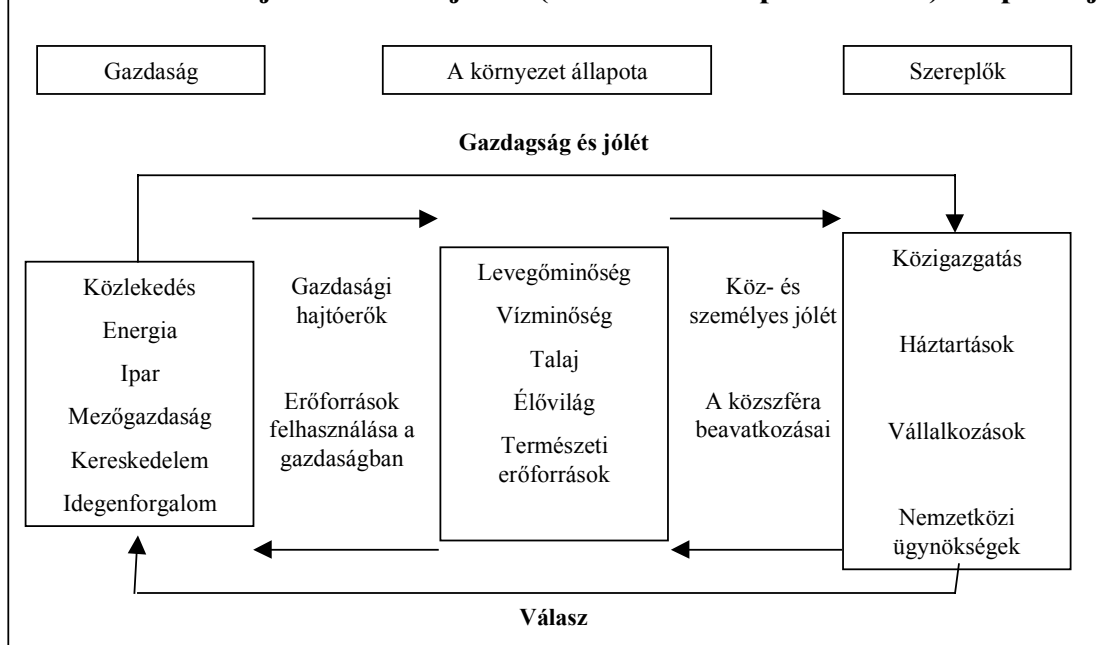 Gazdaság
A környezet állapota
Szereplők
Gazdagság és jólét
Közlekedés
Energia
Ipar
Mezőgazdaság
Kereskedelem
Idegenforgalom
Gazdasági
hajtóerők
Erőforrások
felhasználása a
gazdaságban
Levegőminőség
Vízminőség
Talaj
Élővilág
Természeti
erőforrások
Köz- és
személyes jólét
A közszféra
beavatkozásai
Közigazgatás
Háztartások
Vállalkozások
Nemzetközi
ügynökségek
Válasz